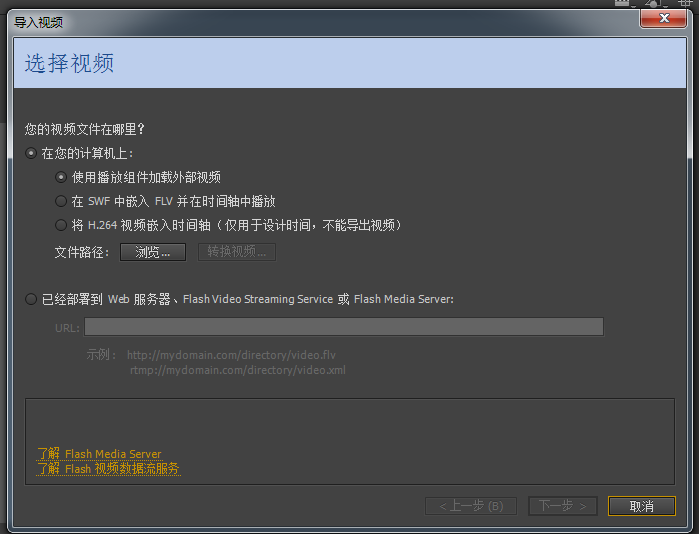 导入视频
选择视频
您的视频文件在哪里?
在您的计算机上:
使用播放组件加载外部视频
在 SWF 中嵌入 FLV 并在时间轴中播放
将 H.264 视频嵌入时间轴(仅用于设计时间,不能导出视频)
文件路径: 浏览... 转换视频...
已经部署到 Web 服务器、Flash Video Streaming Service 或 Flash Media Server:
URL:
示例: http://mydomain.com/directory/video.flv
rtmp://mydomain.com/directory/video.xml
了解 Flash Media Server
了解 Flash 视频数据流服务
< 上一步 (B) 下一步 > 取消